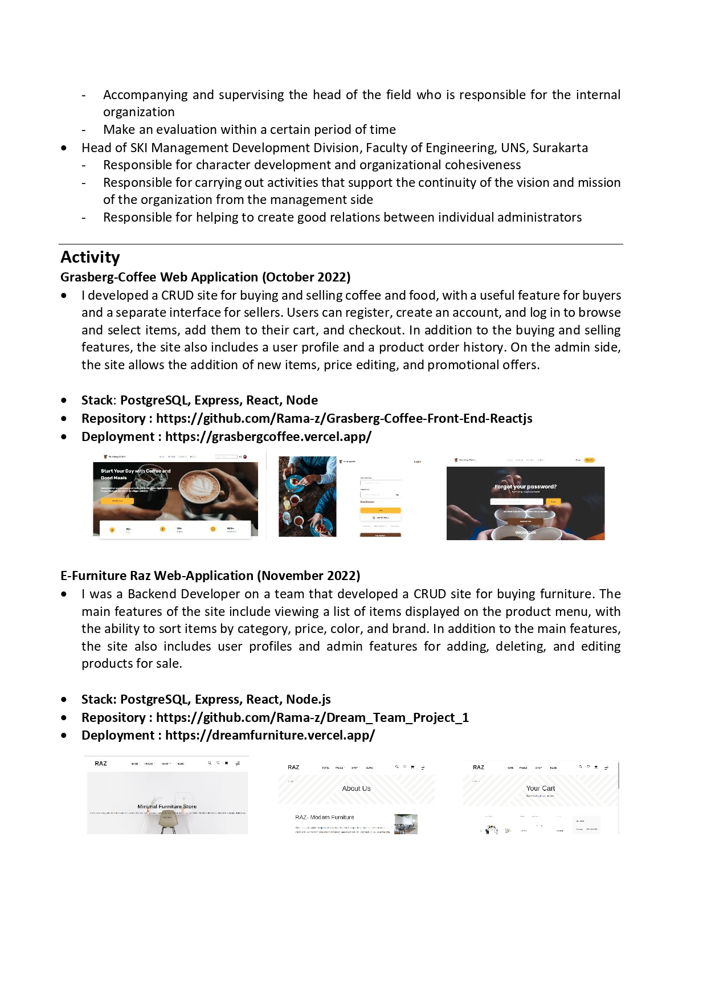 - Accompanying and supervising the head of the field who is responsible for the internal
organization
- Make an evaluation within a certain period of time
• Head of SKI Management Development Division, Faculty of Engineering, UNS, Surakarta
- Responsible for character development and organizational cohesiveness
- Responsible for carrying out activities that support the continuity of the vision and mission
of the organization from the management side
- Responsible for helping to create good relations between individual administrators
Activity
Grasberg-Coffee Web Application (October 2022)
• I developed a CRUD site for buying and selling coffee and food, with a useful feature for buyers
and a separate interface for sellers. Users can register, create an account, and log in to browse
and select items, add them to their cart, and checkout. In addition to the buying and selling
features, the site also includes a user profile and a product order history. On the admin side,
the site allows the addition of new items, price editing, and promotional offers.
• Stack: PostgreSQL, Express, React, Node
• Repository : https://github.com/Rama-z/Grasberg-Coffee-Front-End-Reactjs
• Deployment : https://grasbergcoffee.vercel.app/
Start Your Day with Coffee and
Good Meals
Login
Forgot your password?
E-Furniture Raz Web-Application (November 2022)
• I was a Backend Developer on a team that developed a CRUD site for buying furniture. The
main features of the site include viewing a list of items displayed on the product menu, with
the ability to sort items by category, price, color, and brand. In addition to the main features,
the site also includes user profiles and admin features for adding, deleting, and editing
products for sale.
• Stack: PostgreSQL, Express, React, Node.js
• Repository : https://github.com/Rama-z/Dream_Team_Project_1
• Deployment : https://dreamfurniture.vercel.app/
RAZ HOME PAGES SHOP BLOG
Minimal Furniture Store
RAZ HOME PAGES SHOP BLOG
About Us
RAZ- Modern Furniture
RAZ HOME PAGES SHOP BLOG
Your Cart